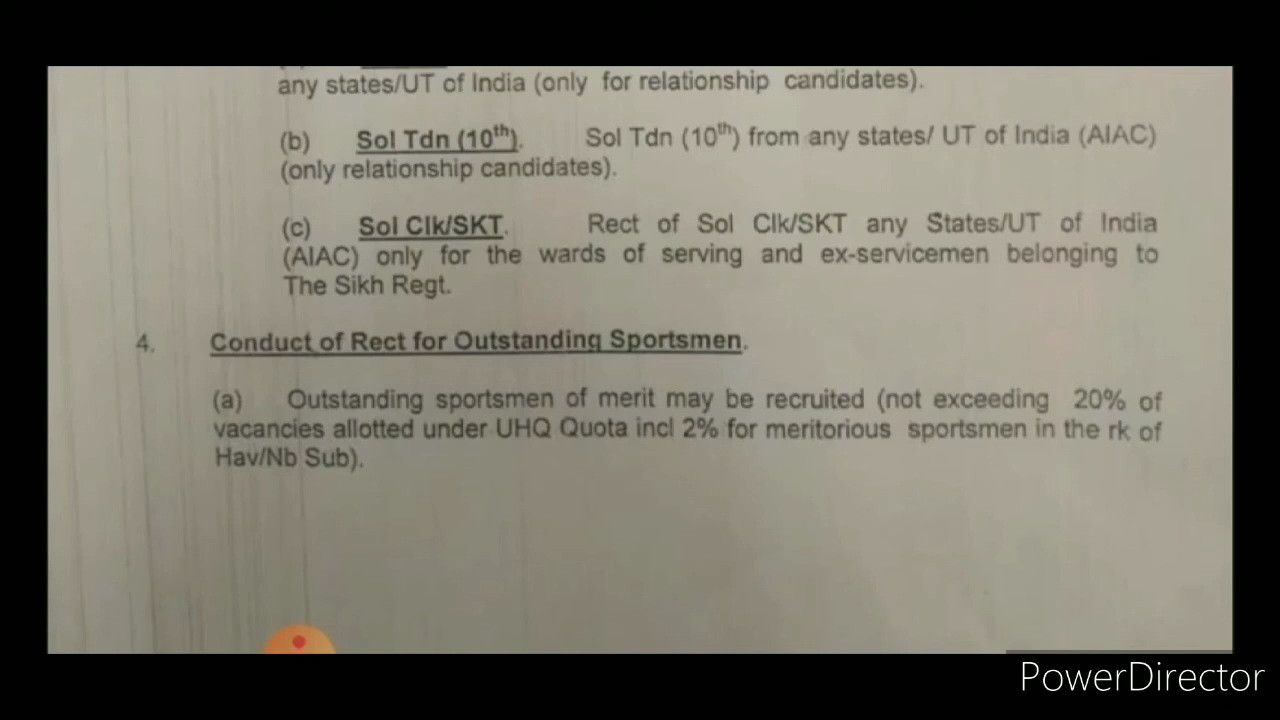 any states/UT of India (only for relationship candidates).
(b) Sol Tdn (10th). Sol Tdn (10th) from any states/ UT of India (AIAC)
(only relationship candidates).
(c) Sol Clk/SKT. Rect of Sol Clk/SKT any States/UT of India
(AIAC) only for the wards of serving and ex-servicemen belonging to
The Sikh Regt.
4. Conduct of Rect for Outstanding Sportsmen.
(a) Outstanding sportsmen of merit may be recruited (not exceeding 20% of
vacancies allotted under UHQ Quota incl 2% for meritorious sportsmen in the rk of
Hav/Nb Sub).
PowerDirector